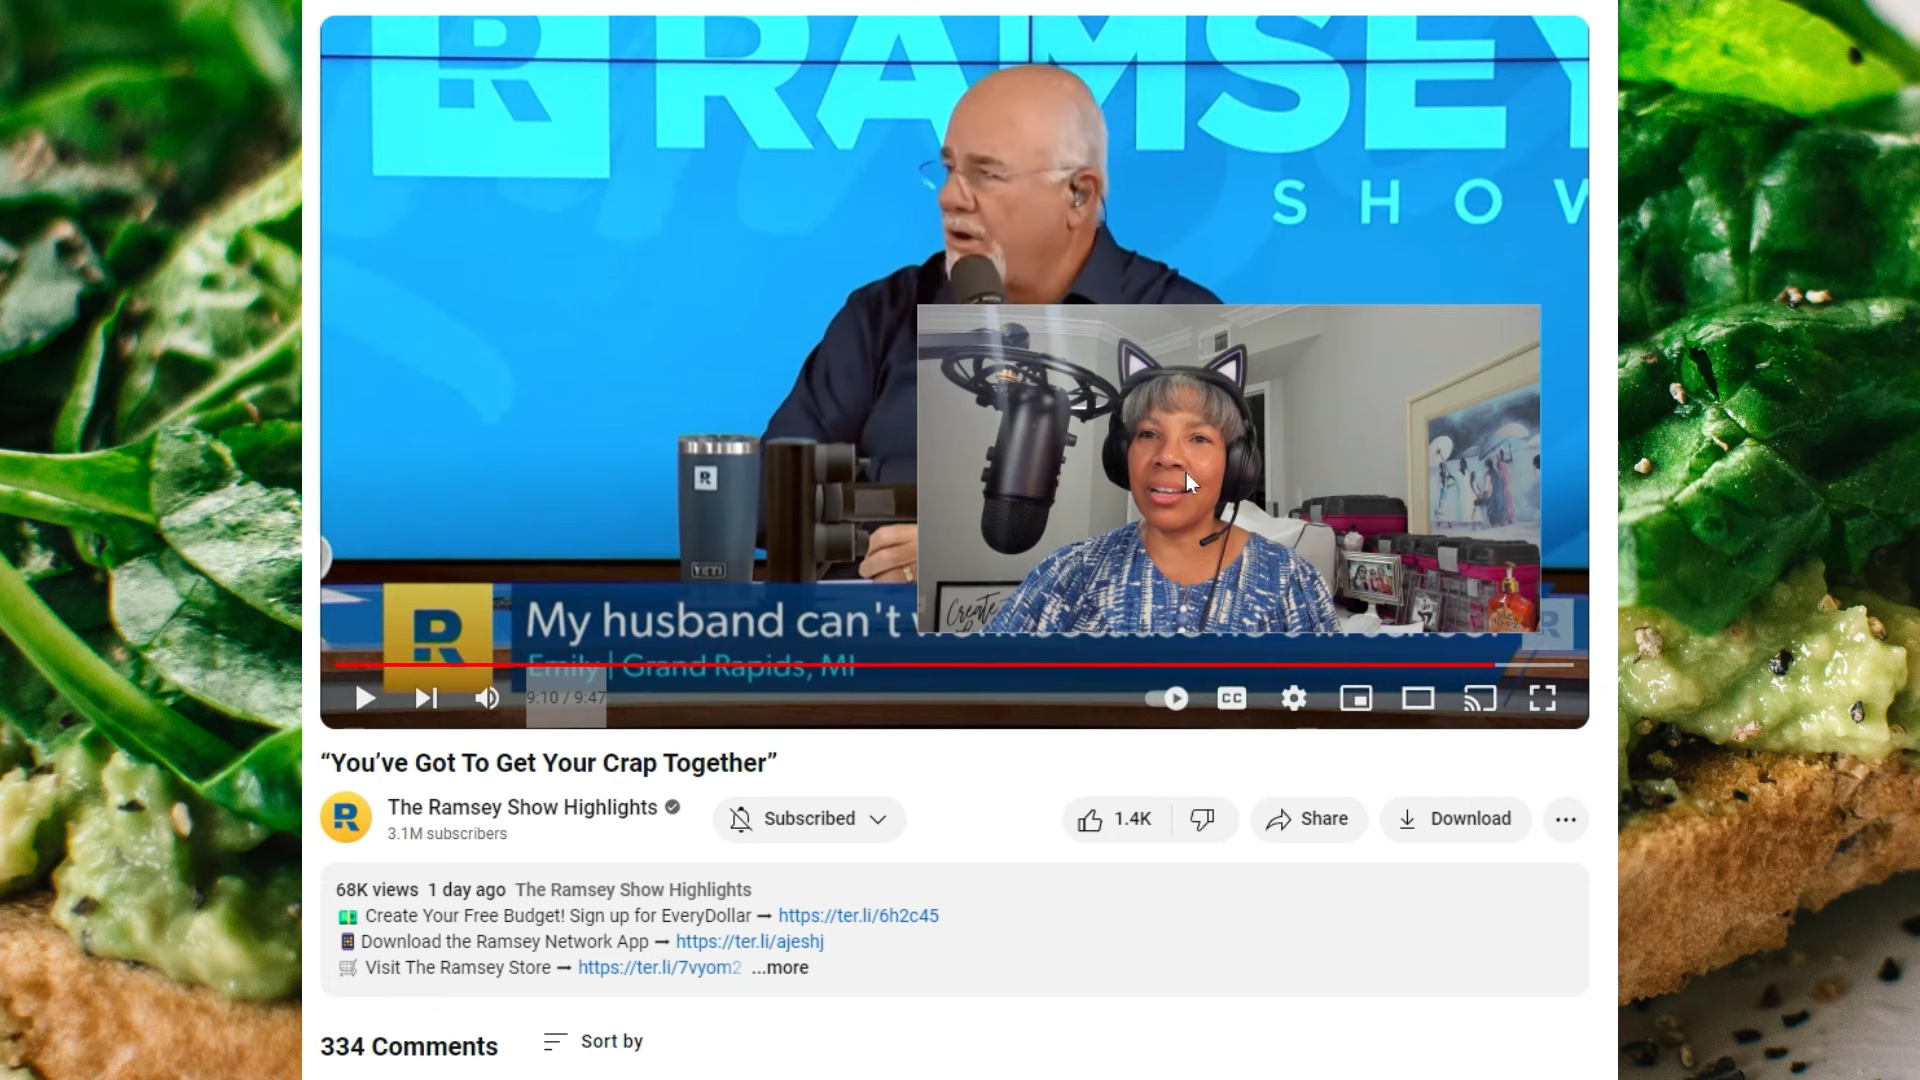 RAMSEY
SHOW
R
YETI
Create
R
My husband can't
Emily | Grand Rapids, MI
9:10 / 9:47
CC
“You’ve Got To Get Your Crap Together”
The Ramsey Show Highlights
3.1M subscribers
Subscribed
1.4K
Share
Download
68K views 1 day ago The Ramsey Show Highlights
Create Your Free Budget! Sign up for EveryDollar ➞ https://ter.li/6h2c45
Download the Ramsey Network App ➞ https://ter.li/ajeshj
Visit The Ramsey Store ➞ https://ter.li/7vyom2 ...more
334 Comments
Sort by